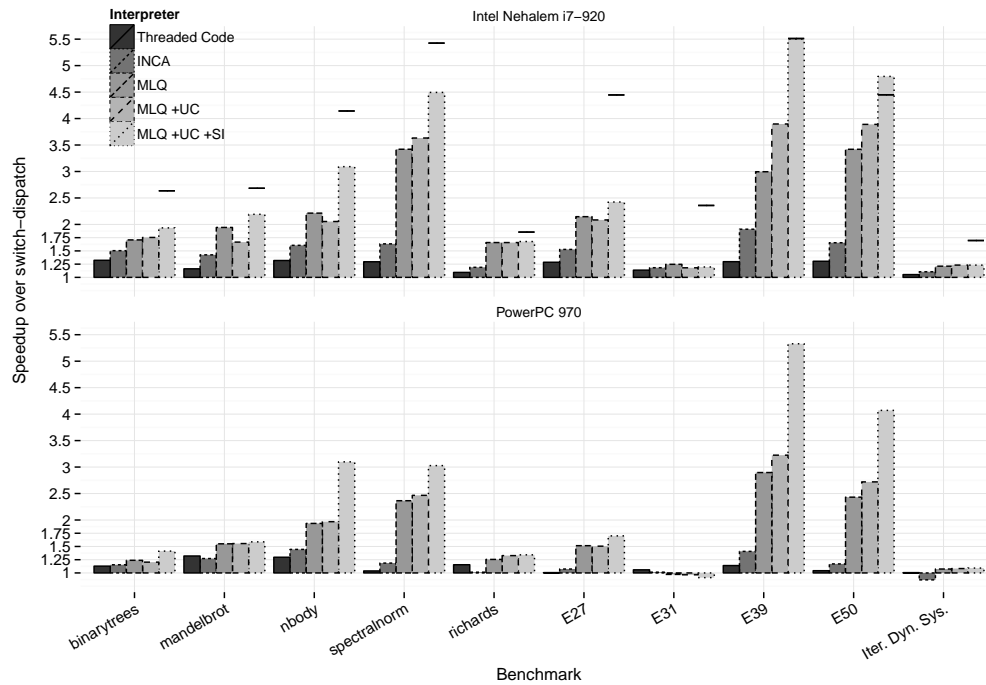 Interpreter
Threaded Code
INCA
MLQ
MLQ +UC
MLQ +UC +SI
Intel Nehalem i7−920
5.5
5
4.5
4
3.5
3
2.5
2
1.75
1.5
1.25
1
Speedup over switch−dispatch
PowerPC 970
5.5
5
4.5
4
3.5
3
2.5
2
1.75
1.5
1.25
1
binarytrees
mandelbrot
nbody
spectralnorm
richards
E27
E31
E39
E50
Iter. Dyn. Sys.
Benchmark